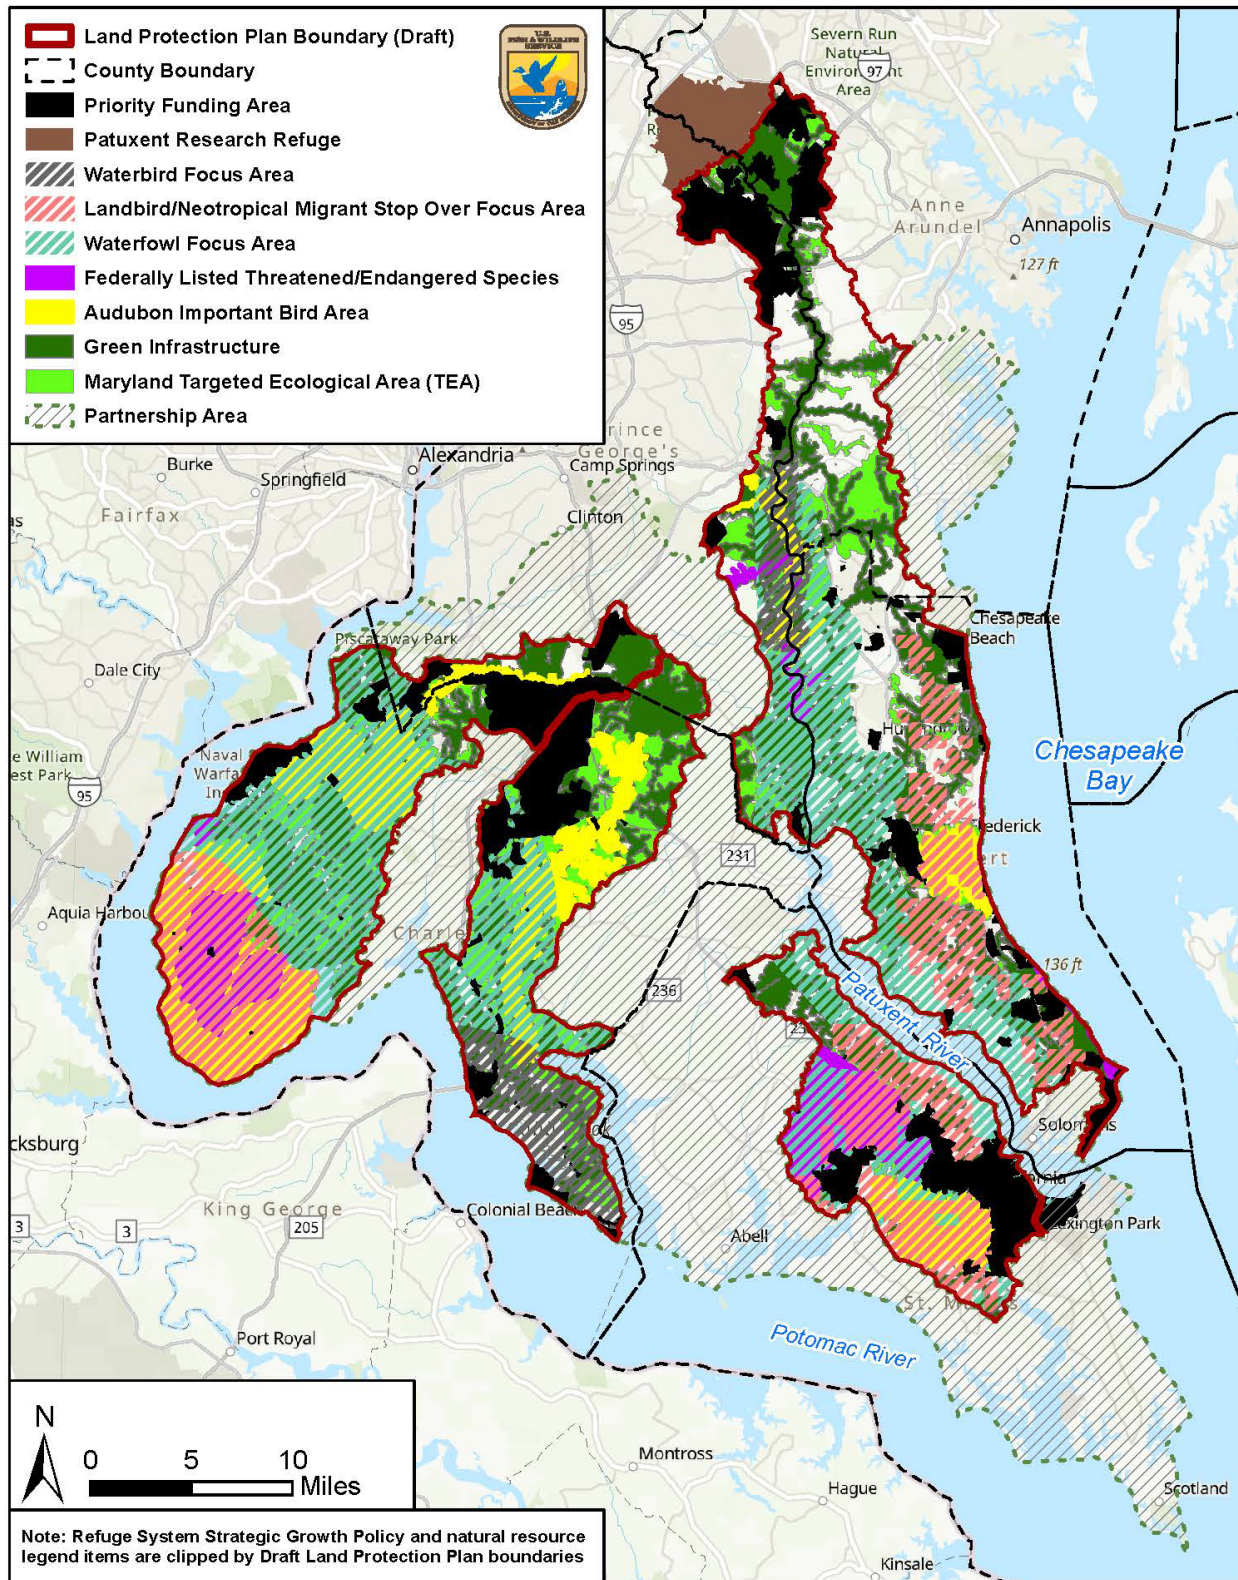 Land Protection Plan Boundary (Draft)
County Boundary
Priority Funding Area
Patuxent Research Refuge
Waterbird Focus Area
Landbird/Neotropical Migrant Stop Over Focus Area
Waterfowl Focus Area
Federally Listed Threatened/Endangered Species
Audubon Important Bird Area
Green Infrastructure
Maryland Targeted Ecological Area (TEA)
Partnership Area
U.S.
FISH & WILDLIFE
SERVICE
Severn Run
Natural
Area
97
Anne
Arundel
Annapolis
127 ft
95
George's
Camp Springs
Alexandria
Burke
Springfield
Fairfax
Clinton
Piscataway Park
Chesapeake
Beach
Dale City
Naval
95
Chesapeake
Bay
231
Aquia
136 ft
236
Patuxent River
Solomons
Lexington Park
King George
205
3
3
Colonial Beach
Abell
Port Royal
Potomac River
Montross
Hague
Scotland
Kinsale
N
0 5 10
Miles
Note: Refuge System Strategic Growth Policy and natural resource
legend items are clipped by Draft Land Protection Plan boundaries